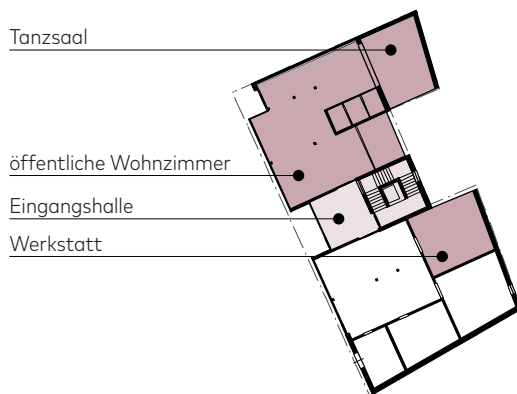 Tanzsaal
öffentliche Wohnzimmer
Eingangshalle
Werkstatt